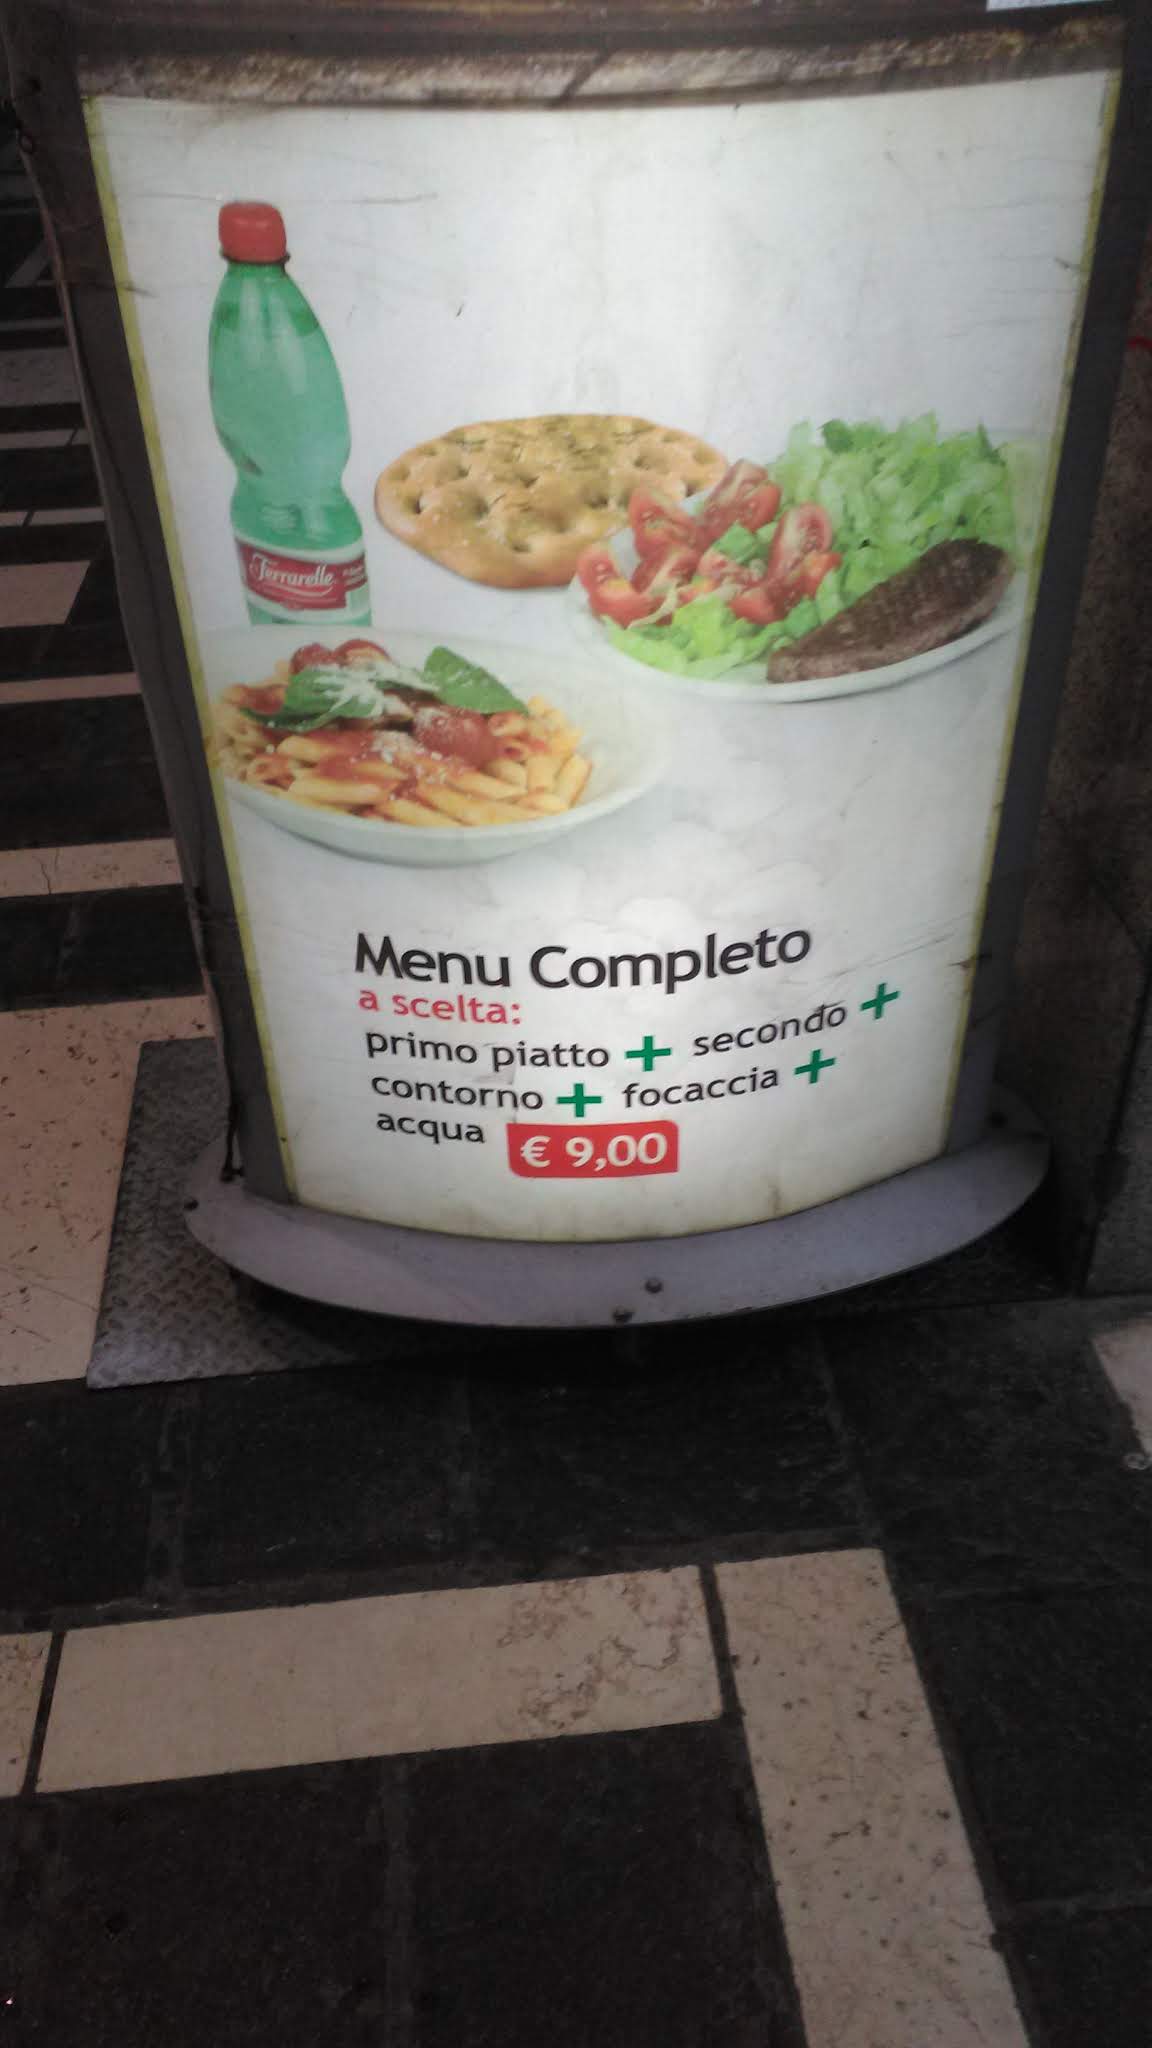 Ferrarelle
Menu Completo
a scelta:
primo piatto + secondo +
contorno + focaccia +
acqua € 9,00